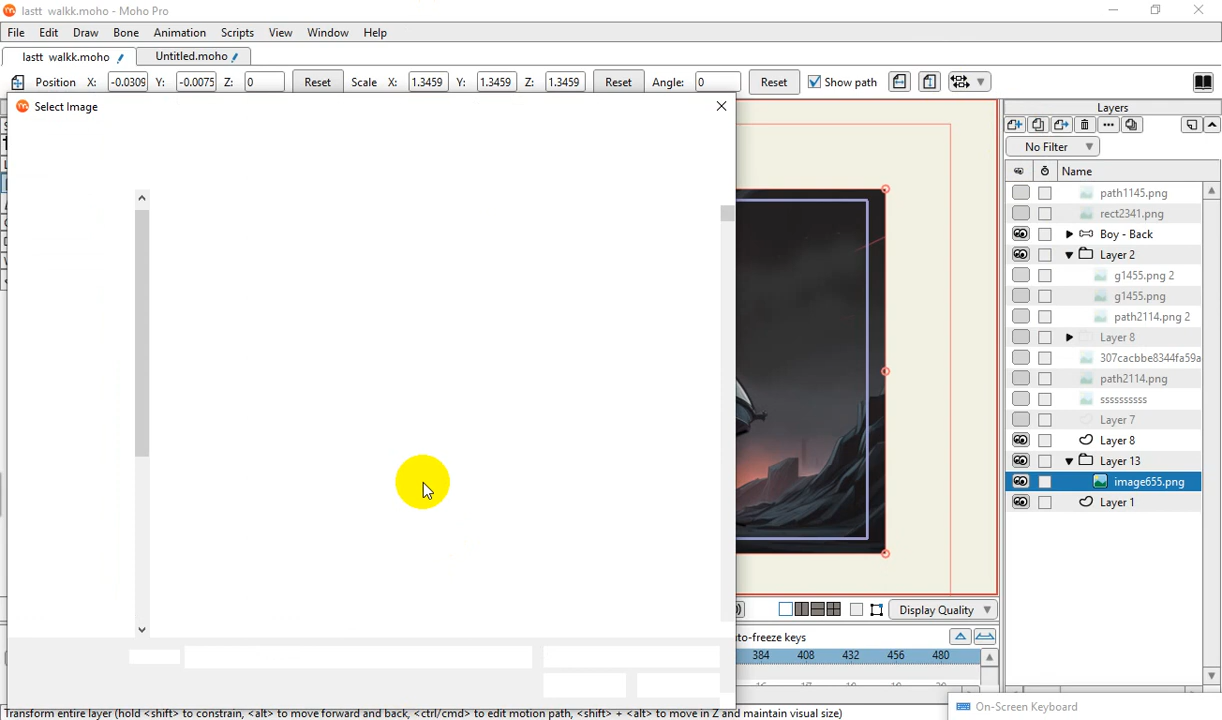 lastt  walkk.moho - Moho Pro
File Edit Draw Bone Animation Scripts View Window Help
lastt  walkk.moho Untitled.moho
Position X: -0.0309 Y: -0.0075 Z: 0 Reset Scale X: 1.3459 Y: 1.3459 Z: 1.3459 Reset Angle: 0 Reset Show path
Select Image
Layers
No Filter
Name
path1145.png
rect2341.png
Boy - Back
Layer 2
g1455.png 2
g1455.png
path2114.png 2
Layer 8
307cacbbe8344fa59a
path2114.png
ssssssssss
Layer 7
Layer 8
Layer 13
image655.png
Layer 1
Display Quality
to-freeze keys
384 408 432 456 480
Transform entire layer (hold <shift> to constrain, <alt> to move forward and back, <ctrl/cmd> to edit motion path, <shift> + <alt> to move in Z and maintain visual size)
On-Screen Keyboard